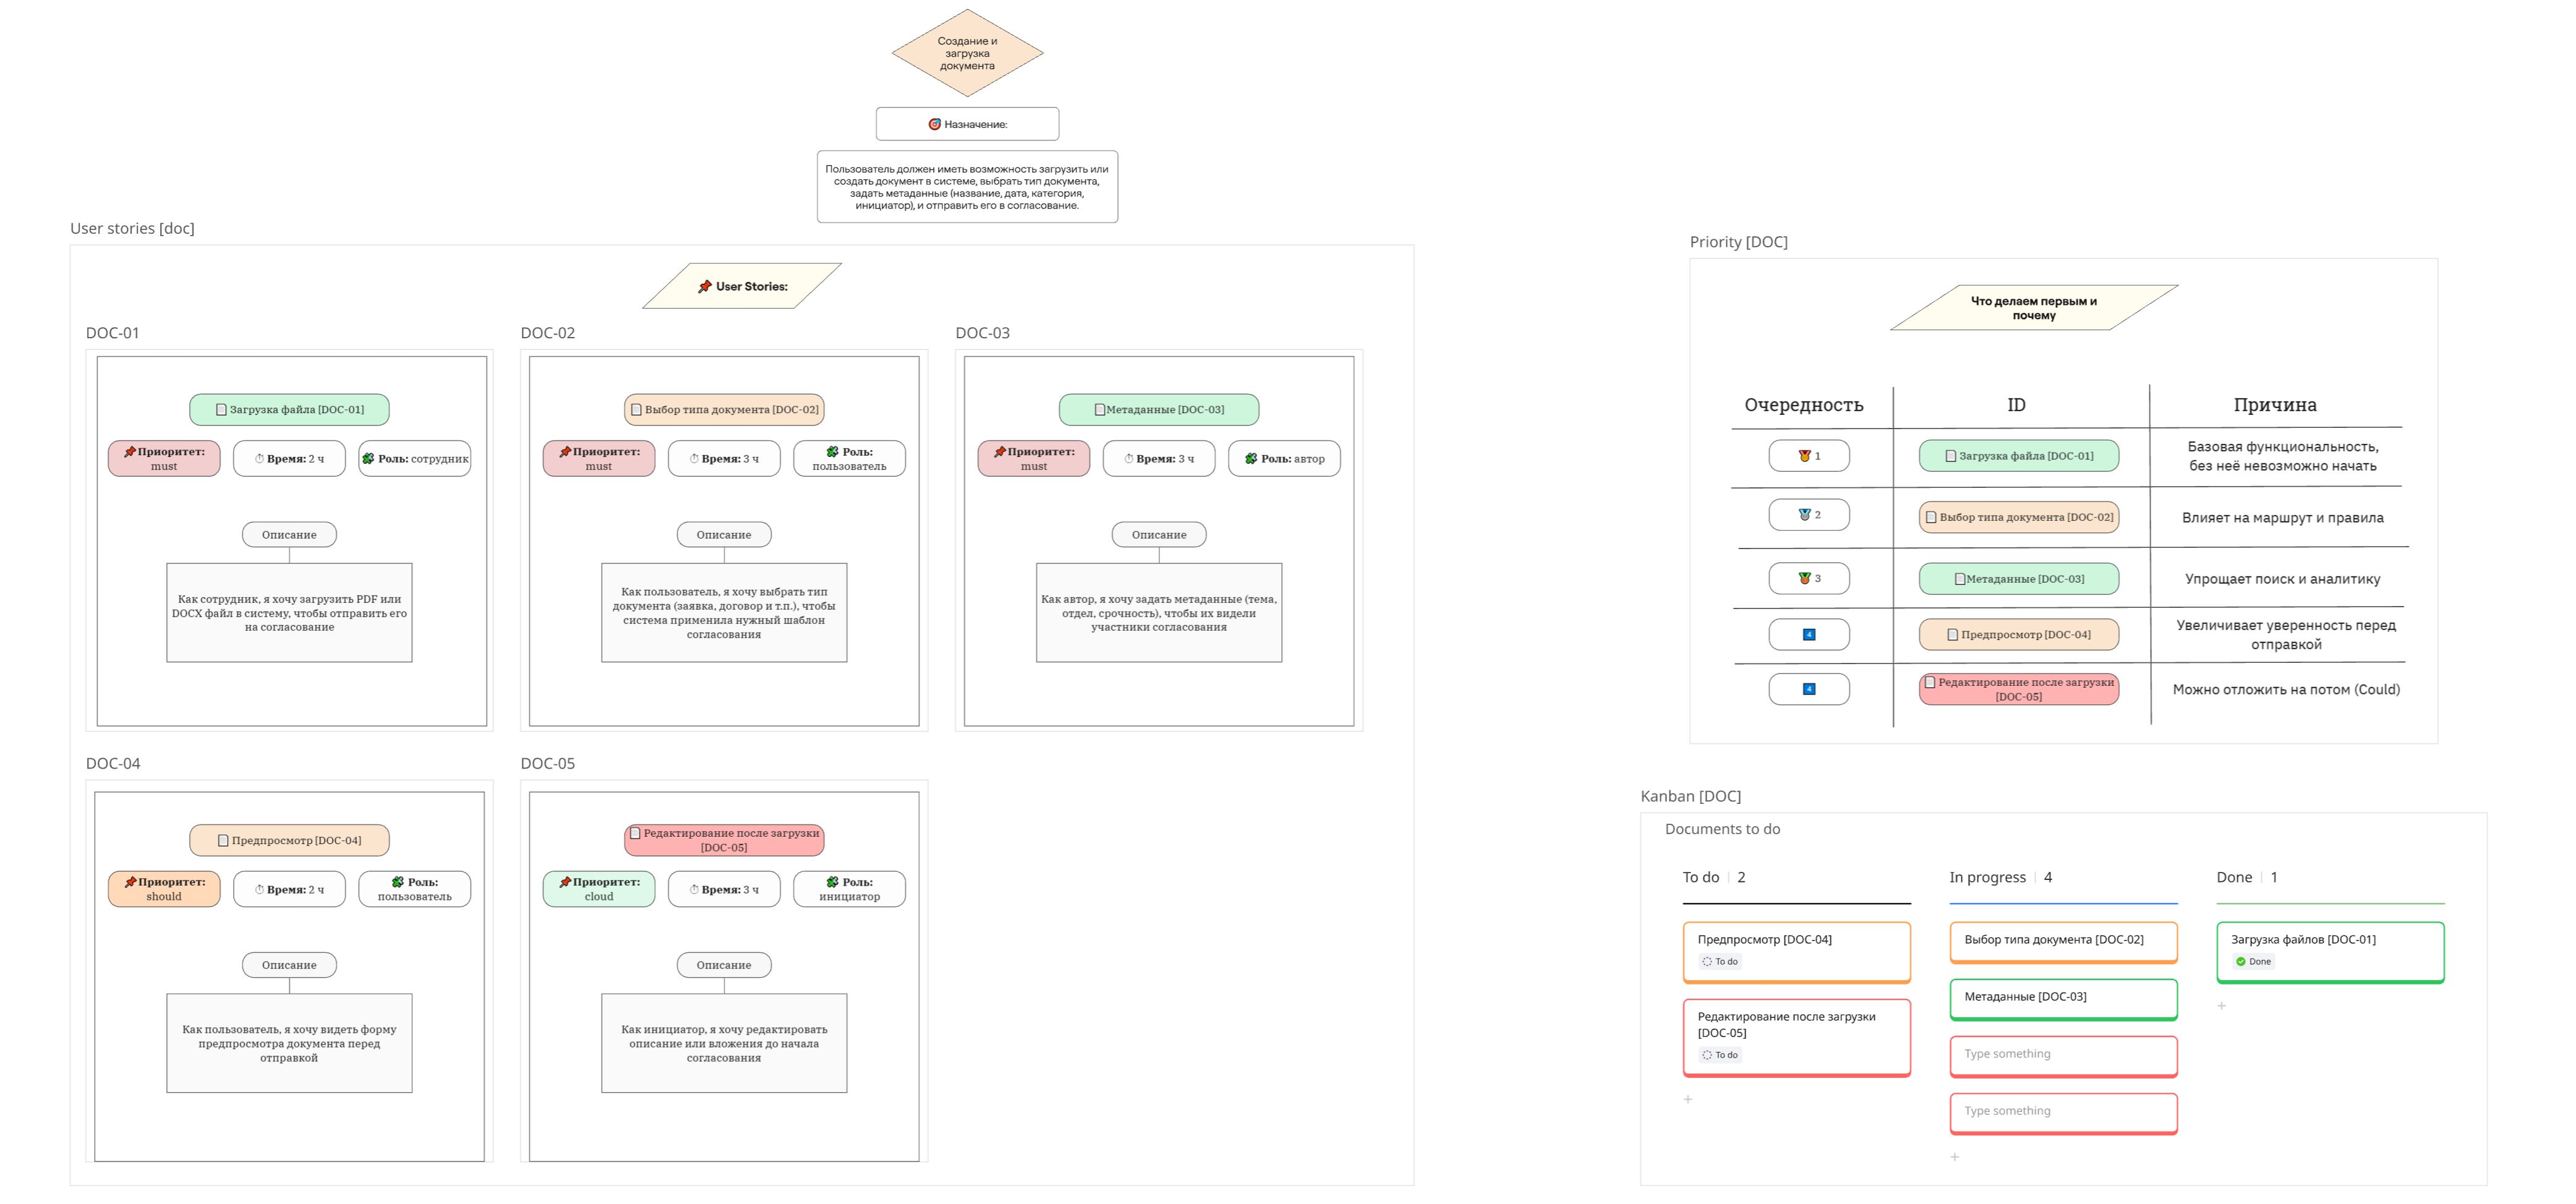 Создание и
загрузка
документа
🎯 Назначение:
Пользователь должен иметь возможность загрузить или
создать документ в системе, выбрать тип документа,
задать метаданные (название, дата, категория,
инициатор), и отправить его в согласование.
User stories [doc]
📌 User Stories:
DOC-01
Загрузка файла [DOC-01]
📌Приоритет:
must
⏱ Время: 2 ч
🧩 Роль: сотрудник
Описание
Как сотрудник, я хочу загрузить PDF или
DOCX файл в систему, чтобы отправить его
на согласование
DOC-02
Выбор типа документа [DOC-02]
📌Приоритет:
must
⏱ Время: 3 ч
🧩 Роль:
пользователь
Описание
Как пользователь, я хочу выбрать тип
документа (заявка, договор и т.п.), чтобы
система применила нужный шаблон
согласования
DOC-03
Метаданные [DOC-03]
📌Приоритет:
must
⏱ Время: 3 ч
🧩 Роль: автор
Описание
Как автор, я хочу задать метаданные (тема,
отдел, срочность), чтобы их видели
участники согласования
DOC-04
Предпросмотр [DOC-04]
📌Приоритет:
should
⏱ Время: 2 ч
🧩 Роль:
пользователь
Описание
Как пользователь, я хочу видеть форму
предпросмотра документа перед
отправкой
DOC-05
Редактирование после загрузки
[DOC-05]
📌Приоритет:
cloud
⏱ Время: 3 ч
🧩 Роль:
инициатор
Описание
Как инициатор, я хочу редактировать
описание или вложения до начала
согласования
Priority [DOC]
Что делаем первым и
почему
Очередность
ID
Причина
🥇 1
Загрузка файла [DOC-01]
Базовая функциональность,
без неё невозможно начать
🥈 2
Выбор типа документа [DOC-02]
Влияет на маршрут и правила
🥉 3
Метаданные [DOC-03]
Упрощает поиск и аналитику
4
Предпросмотр [DOC-04]
Увеличивает уверенность перед
отправкой
4
Редактирование после загрузки
[DOC-05]
Можно отложить на потом (Could)
Kanban [DOC]
Documents to do
To do 2
Предпросмотр [DOC-04]
To do
Редактирование после загрузки
[DOC-05]
To do
+
In progress 4
Выбор типа документа [DOC-02]
Метаданные [DOC-03]
Type something
Type something
+
Done 1
Загрузка файлов [DOC-01]
Done
+